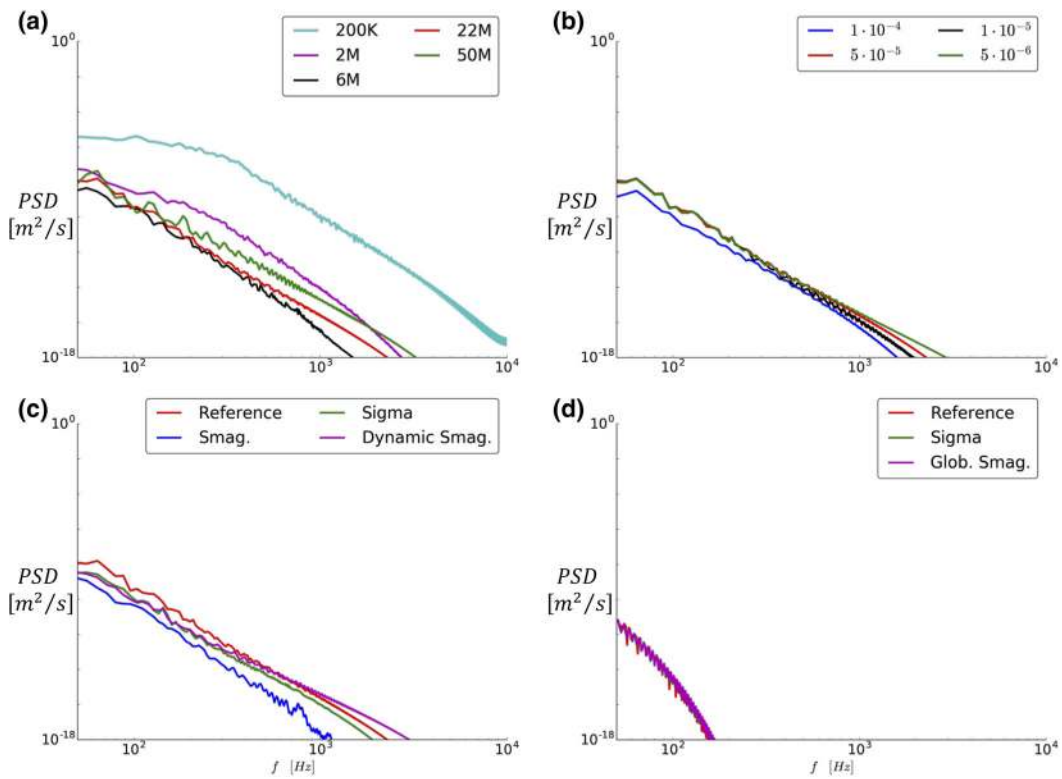 (a)
10⁰
200K 22M
2M 50M
6M
PSD
[m²/s]
10⁻¹⁸
10² 10³ 10⁴
(b)
10⁰
1 · 10⁻⁴ 1 · 10⁻⁵
5 · 10⁻⁵ 5 · 10⁻⁶
PSD
[m²/s]
10⁻¹⁸
10² 10³ 10⁴
(c)
10⁰
Reference Sigma
Smag. Dynamic Smag.
PSD
[m²/s]
10⁻¹⁸
10² 10³ 10⁴
f [Hz]
(d)
10⁰
Reference
Sigma
Glob. Smag.
PSD
[m²/s]
10⁻¹⁸
10² 10³ 10⁴
f [Hz]